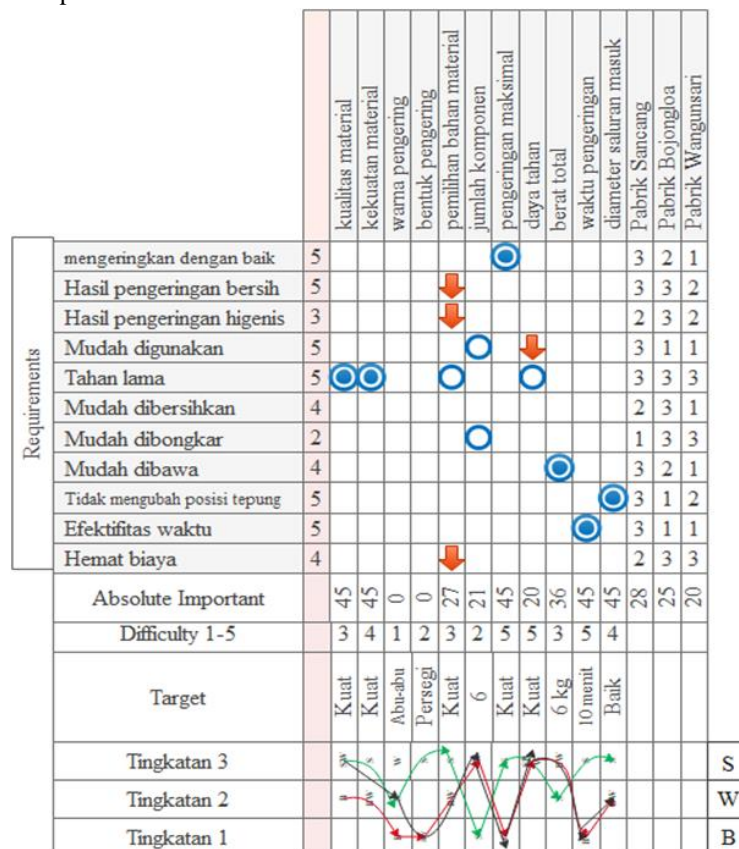 kualitas material
kekuatan material
warna pengering
bentuk pengering
pemilihan bahan material
jumlah komponen
pengeringan maksimal
daya tahan
berat total
waktu pengeringan
diameter saluran masuk
Pabrik Sancang
Pabrik Bojongloa
Pabrik Wangunsari
Requirements
mengeringkan dengan baik 5 3 2 1
Hasil pengeringan bersih 5 3 3 2
Hasil pengeringan higenis 3 2 3 2
Mudah digunakan 5 3 1 1
Tahan lama 5 3 3 3
Mudah dibersihkan 4 2 3 1
Mudah dibongkar 2 1 3 3
Mudah dibawa 4 3 2 1
Tidak mengubah posisi tepung 5 3 1 2
Efektifitas waktu 5 3 1 1
Hemat biaya 4 2 3 3
Absolute Important 45 45 0 0 27 21 45 20 36 45 45 28 25 20
Difficulty 1-5 3 4 1 2 3 2 5 5 3 5 4
Target Kuat Kuat Abu-abu Persegi Kuat 6 Kuat Kuat 6 kg 10 menit Baik
Tingkatan 3 S
Tingkatan 2 W
Tingkatan 1 B